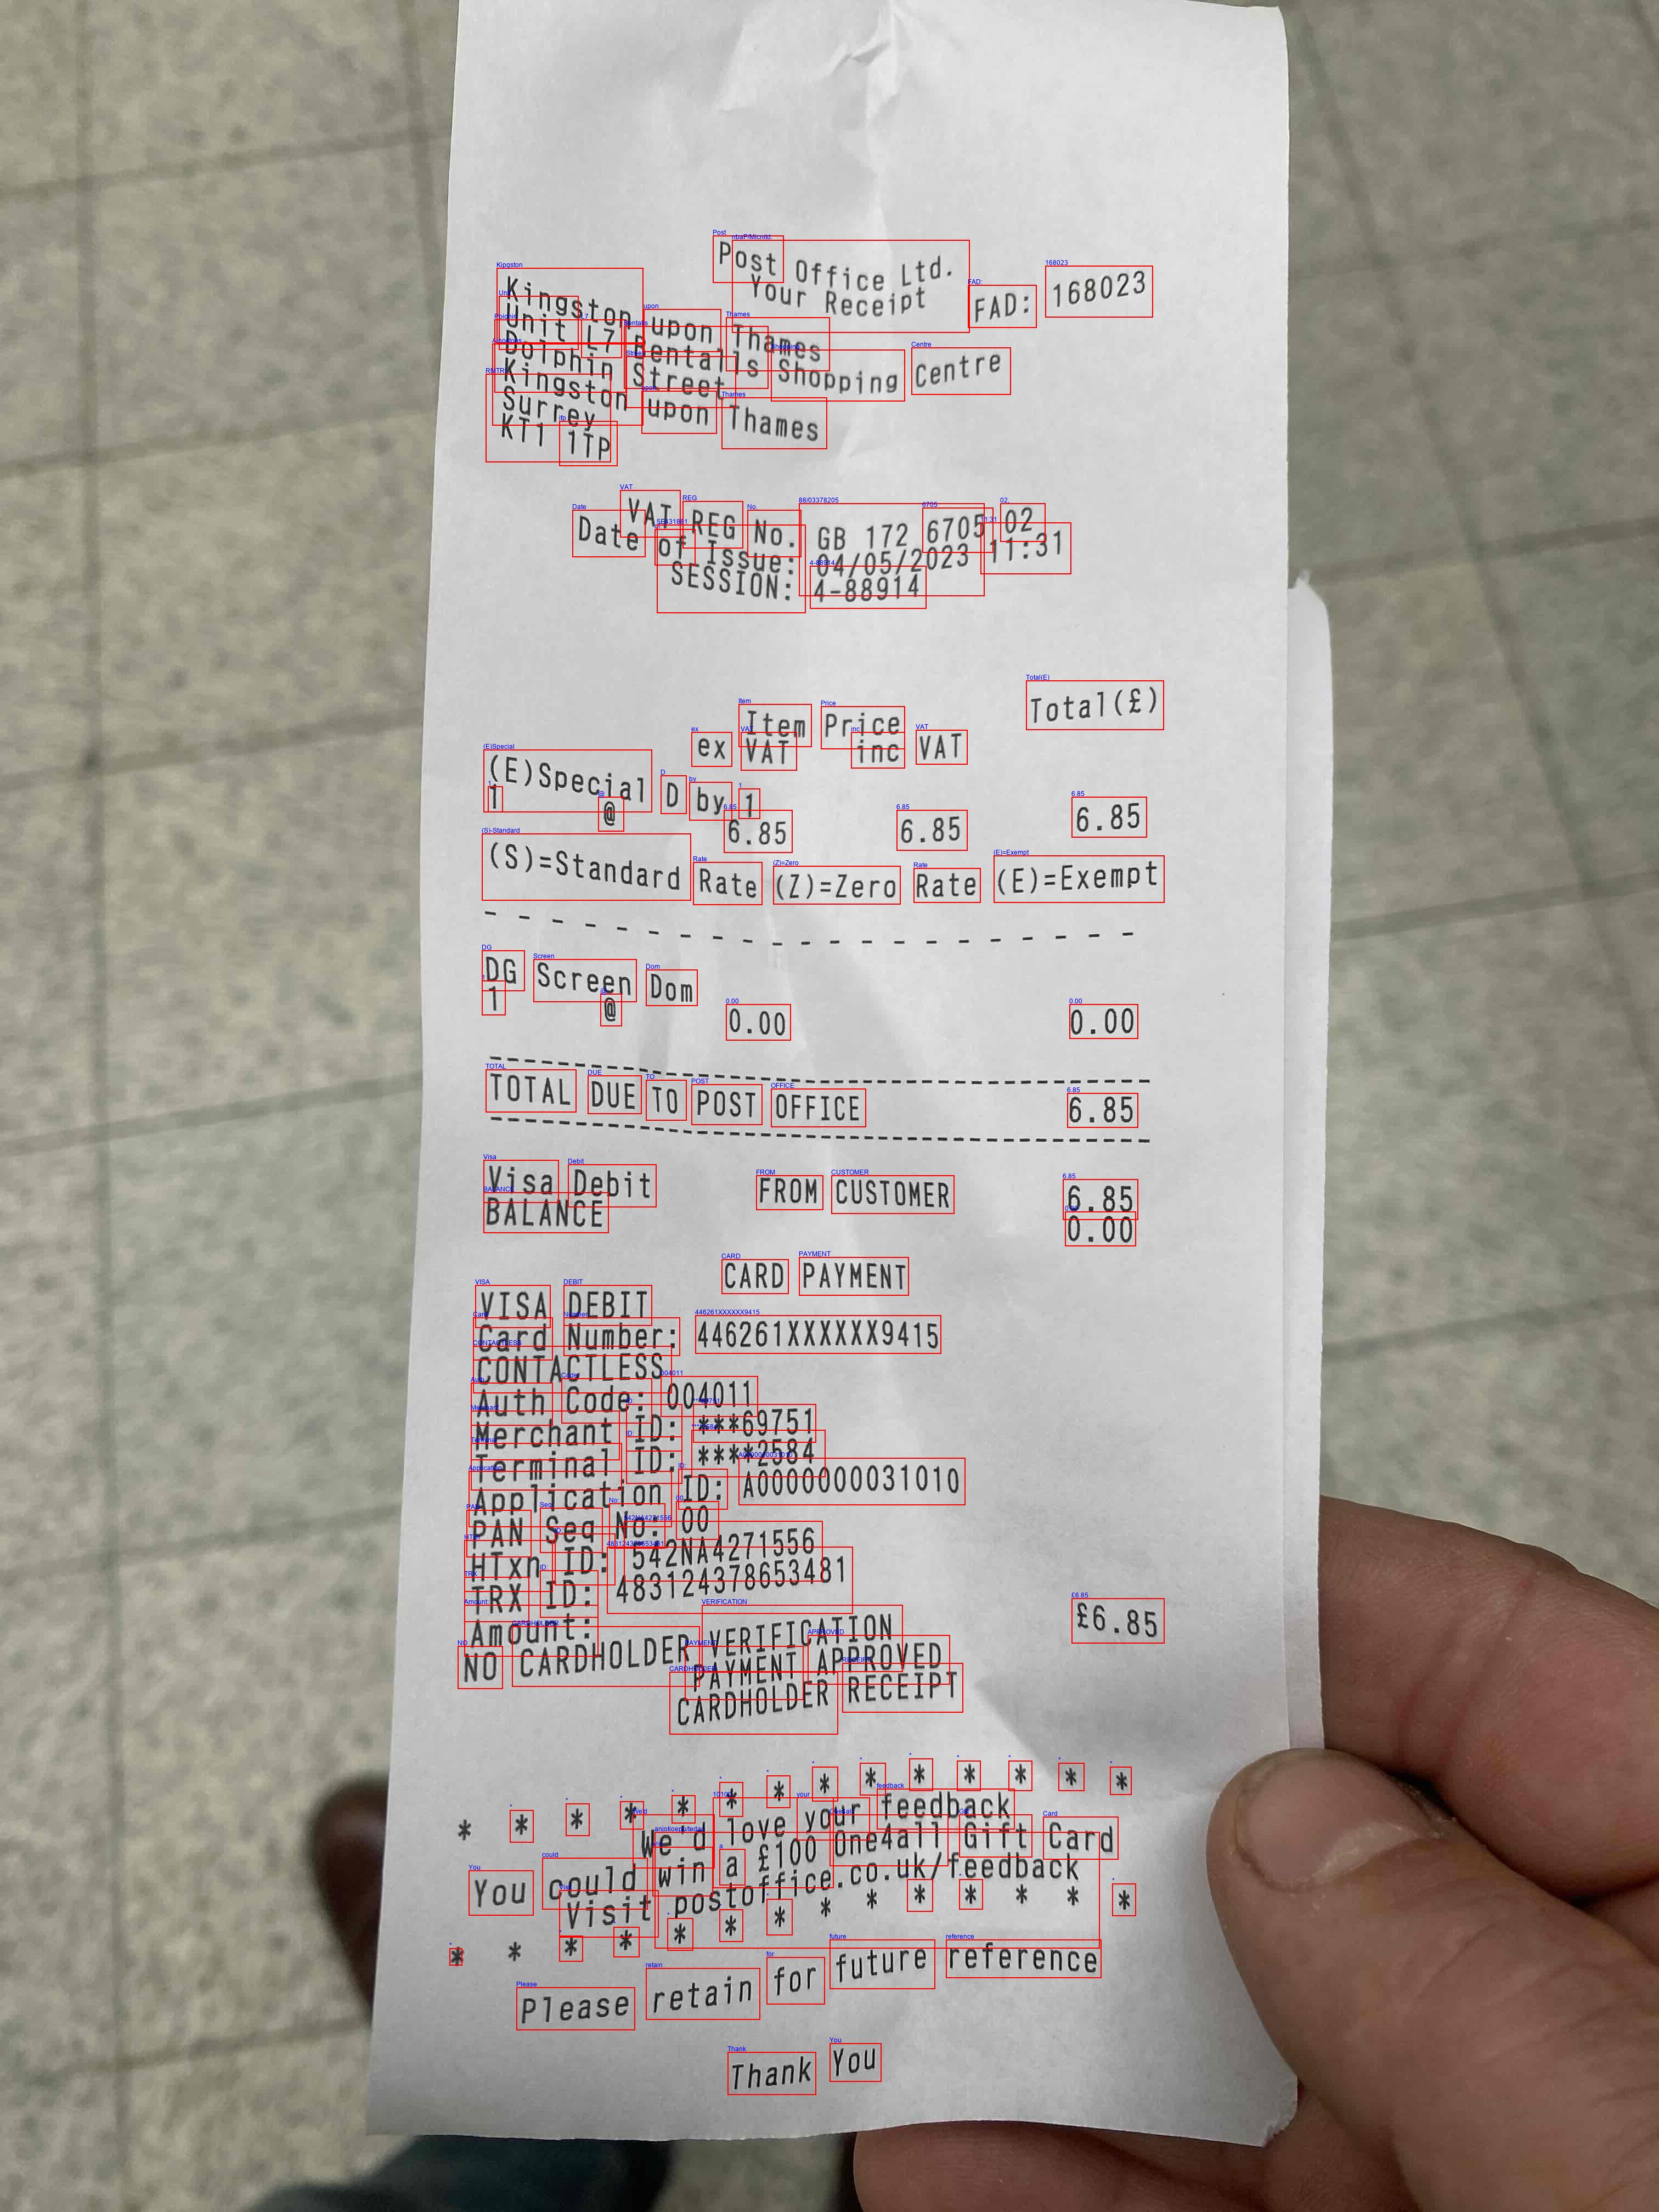 Post Office Ltd.
Your Receipt
Kingston upon Thames FAD: 168023
Unit L7 Bentalls Shopping Centre
Dolphin Street
Kingston upon Thames
Surrey
KT1 1TP
VAT REG No. GB 172 6705 02
Date of Issue: 04/05/2023 11:31
SESSION: 4-88914
Item Price Total(£)
ex VAT inc VAT
(E)Special D by 1
1 @ 6.85 6.85 6.85
(S)=Standard Rate (Z)=Zero Rate (E)=Exempt
- - - - - - - - - - - - - - - - - - - - -
DG Screen Dom
1 @ 0.00 0.00
TOTAL DUE TO POST OFFICE 6.85
Visa Debit FROM CUSTOMER 6.85
BALANCE 0.00
CARD PAYMENT
VISA DEBIT
Card Number: 446261XXXXXX9415
CONTACTLESS
Auth Code: 004011
Merchant ID: ***69751
Terminal ID: ****2584
Application ID: A0000000031010
PAN Seq No: 00
HTxn ID: 542NA4271556
TRX ID: 483124378653481
Amount: £6.85
NO CARDHOLDER VERIFICATION
PAYMENT APPROVED
CARDHOLDER RECEIPT
* * * * * * * * * * * * * *
We'd love your feedback
You could win a £100 One4all Gift Card
Visit postoffice.co.uk/feedback
* * * * * * * * * * * * * *
Please retain for future reference
Thank You